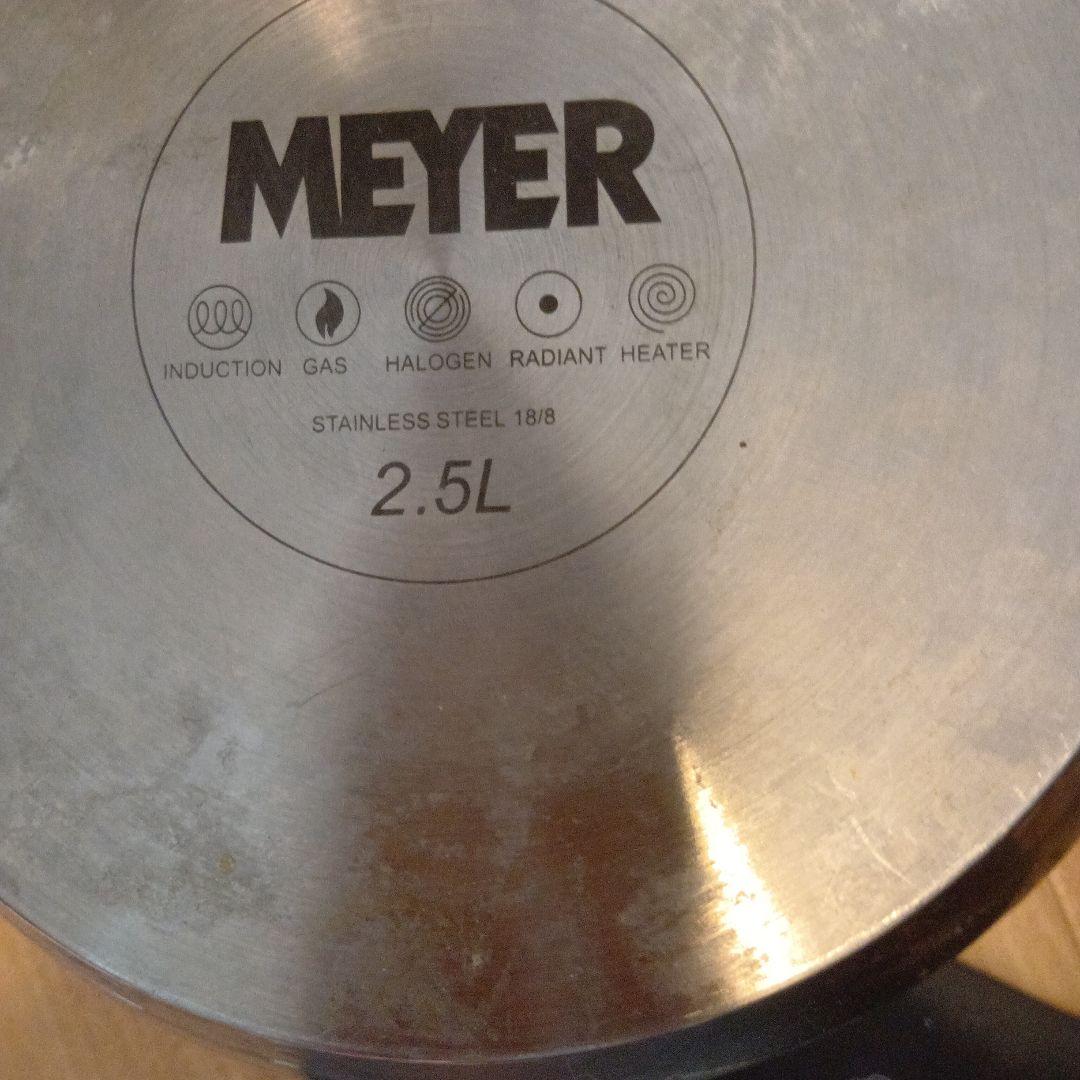 MEYER
INDUCTION GAS HALOGEN RADIANT HEATER
STAINLESS STEEL 18/8
2.5L